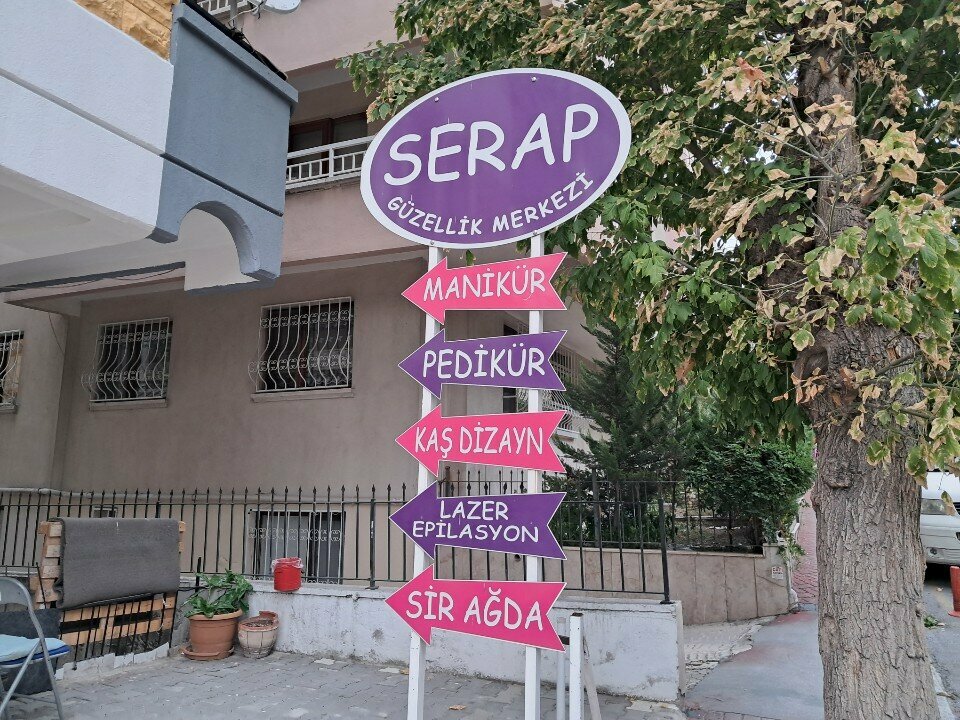 SERAP
GÜZELLİK MERKEZİ
MANİKÜR
PEDİKÜR
KAŞ DİZAYN
LAZER
EPİLASYON
SİR AĞDA